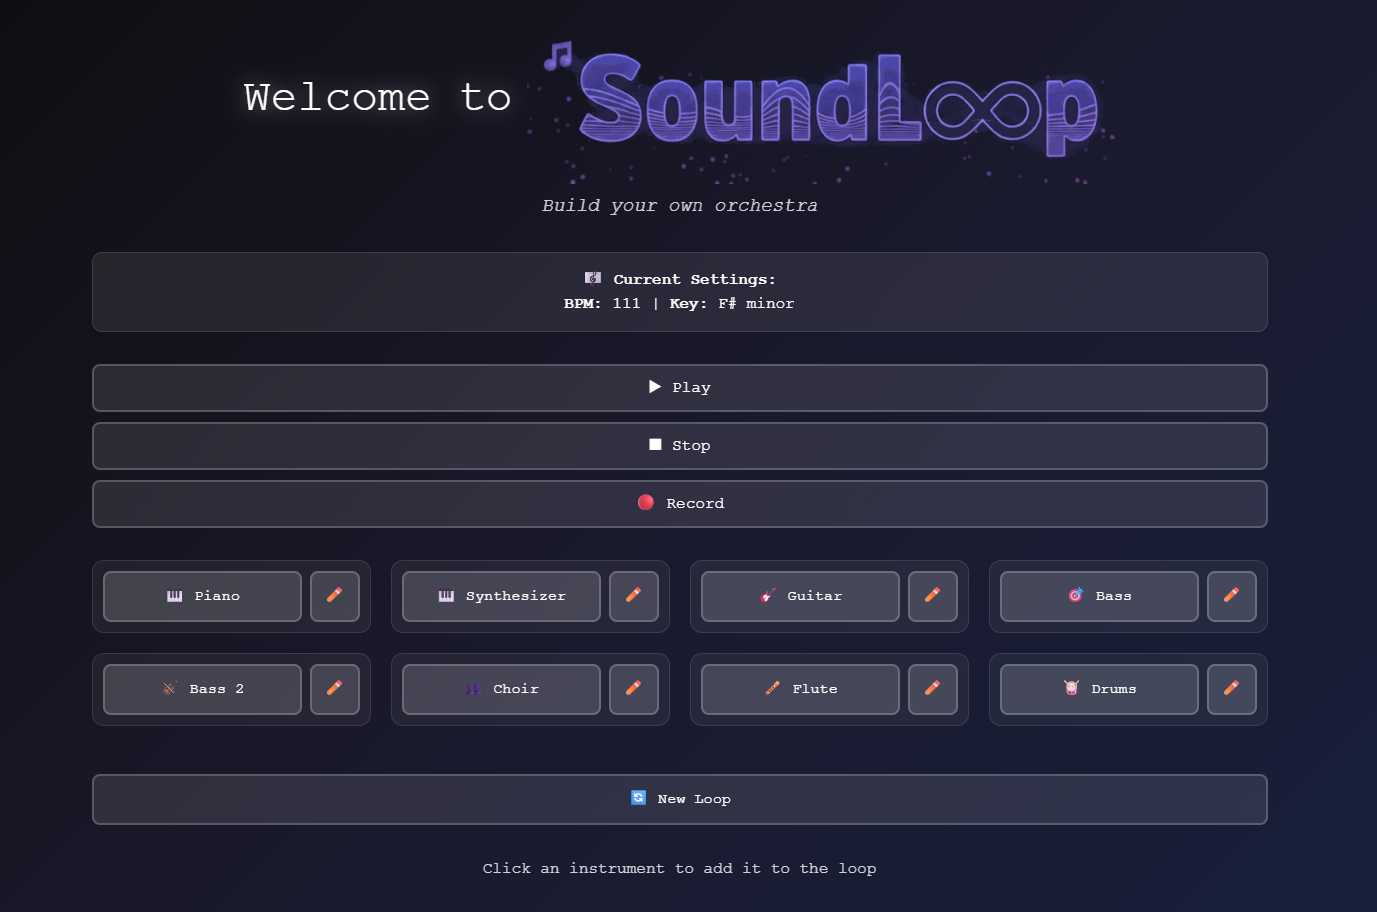 Welcome to SoundLoop
Build your own orchestra
Current Settings:
BPM: 111 | Key: F# minor
Play
Stop
Record
Piano
Synthesizer
Guitar
Bass
Bass 2
Choir
Flute
Drums
New Loop
Click an instrument to add it to the loop